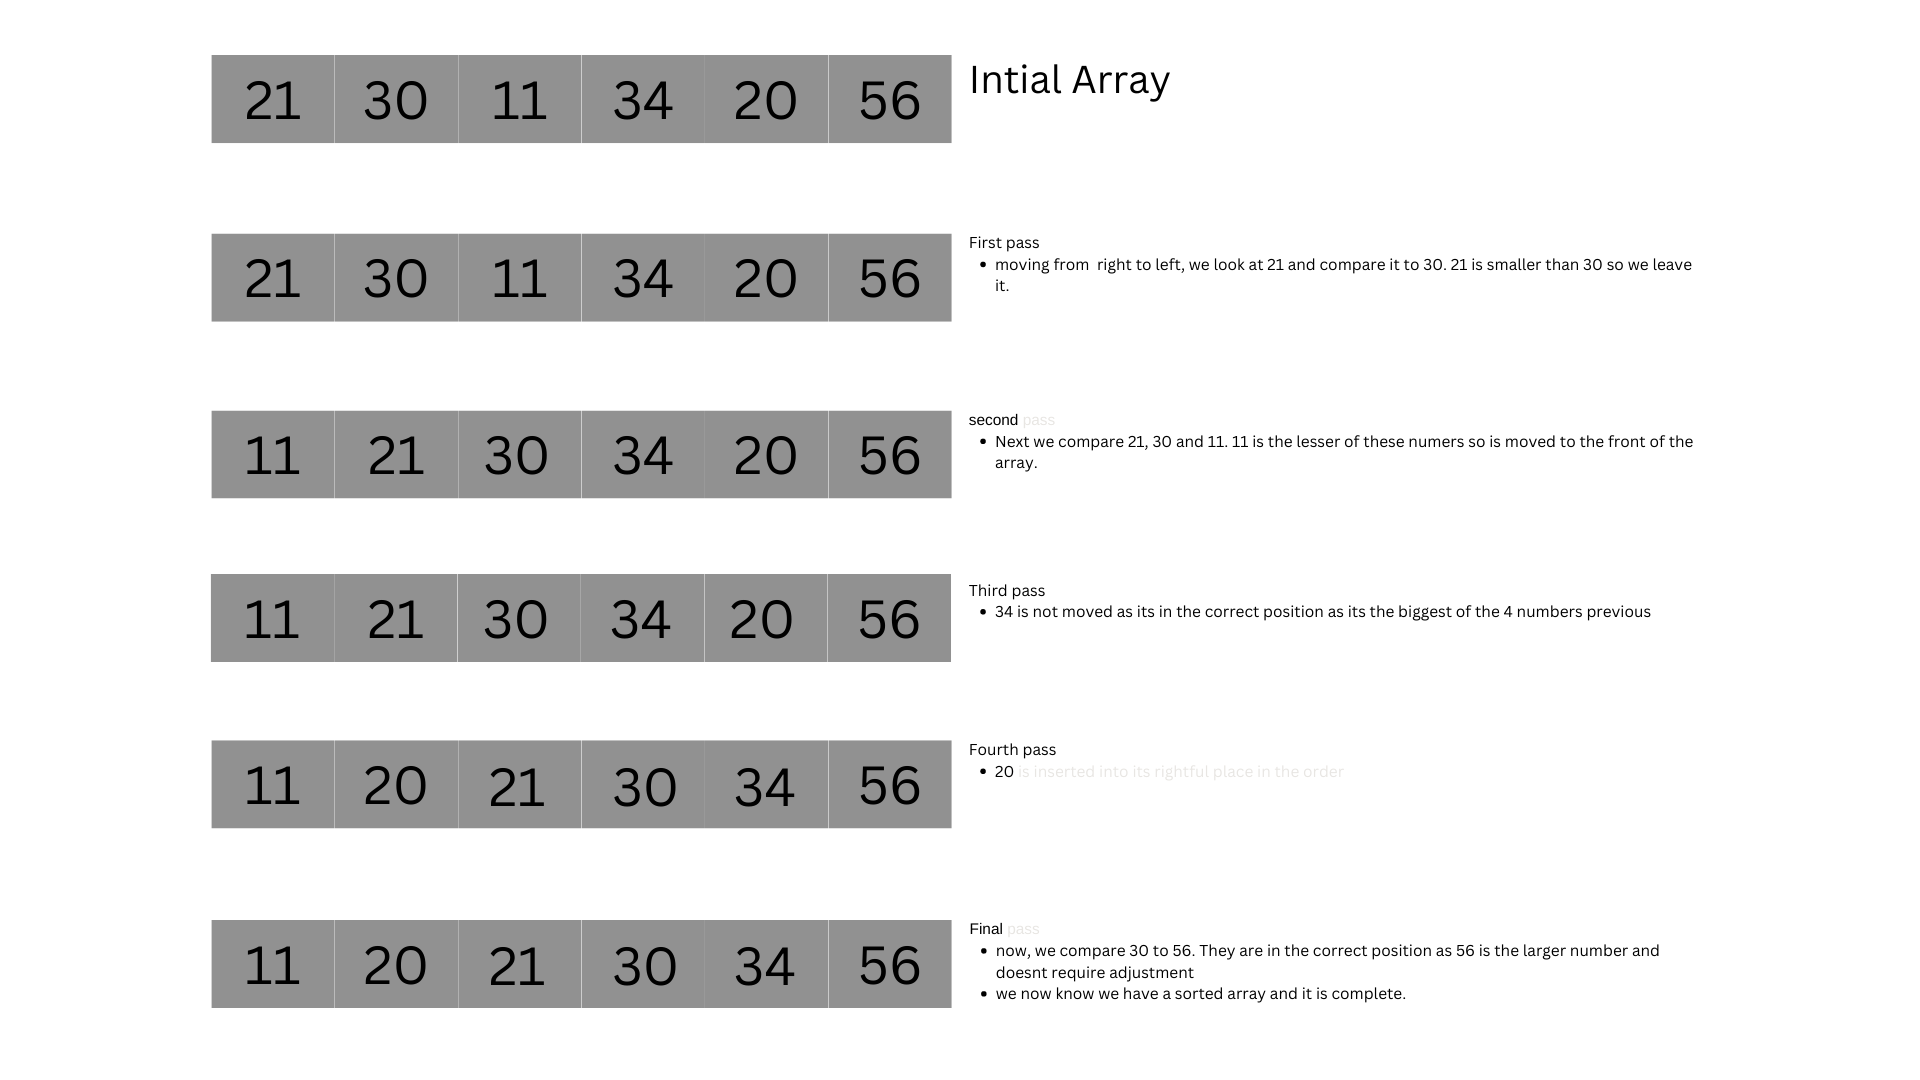 21 30 11 34 20 56
Intial Array
21 30 11 34 20 56
First pass
• moving from  right to left, we look at 21 and compare it to 30. 21 is smaller than 30 so we leave
it.
11 21 30 34 20 56
second pass
• Next we compare 21, 30 and 11. 11 is the lesser of these numers so is moved to the front of the
array.
11 21 30 34 20 56
Third pass
• 34 is not moved as its in the correct position as its the biggest of the 4 numbers previous
11 20 21 30 34 56
Fourth pass
• 20 is inserted into its rightful place in the order
11 20 21 30 34 56
Final pass
• now, we compare 30 to 56. They are in the correct position as 56 is the larger number and
doesnt require adjustment
• we now know we have a sorted array and it is complete.